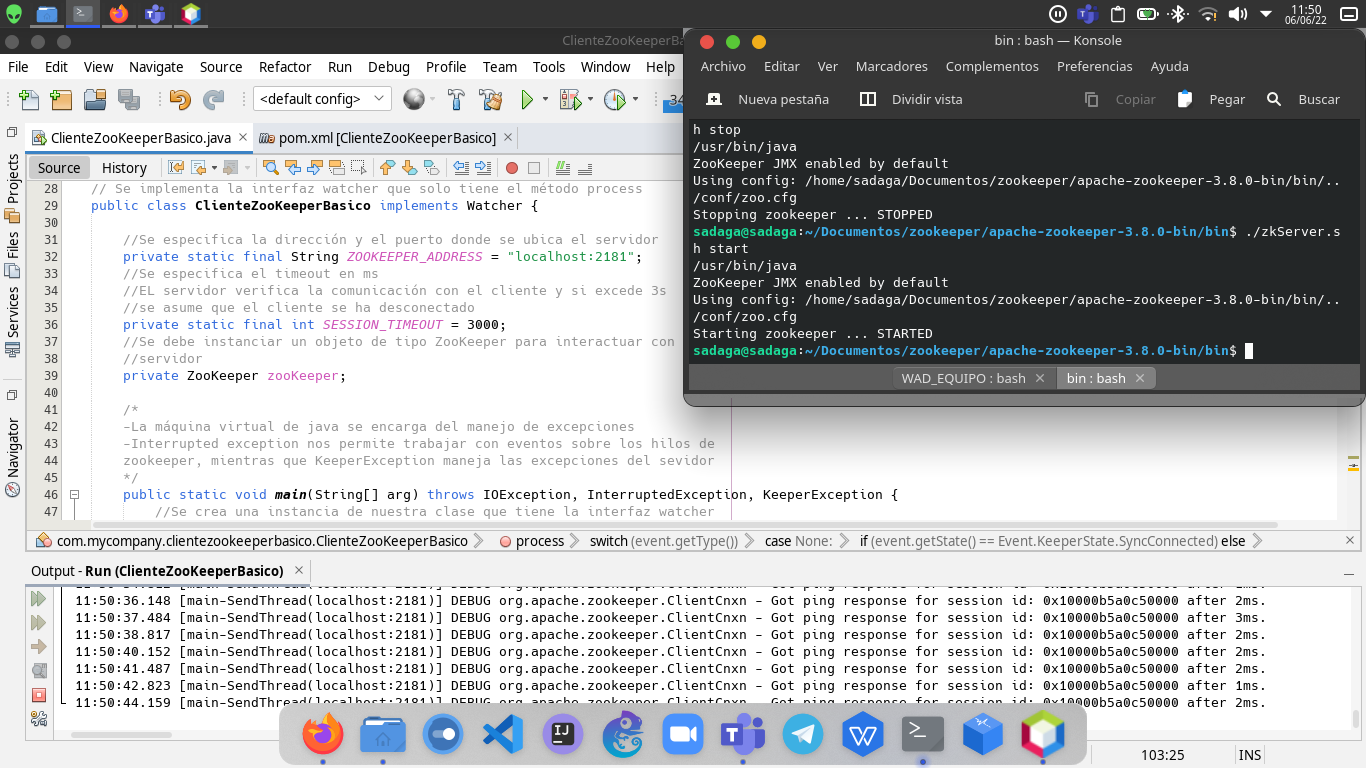 11:50
06/06/22
ClienteZooKeeperBa
File Edit View Navigate Source Refactor Run Debug Profile Team Tools Window Help
<default config>
34
ClienteZooKeeperBasico.java
pom.xml [ClienteZooKeeperBasico]
Source History
Projects
Files
Services
Navigator
28 // Se implementa la interfaz watcher que solo tiene el método process
29 public class ClienteZooKeeperBasico implements Watcher {
30
31 //Se especifica la dirección y el puerto donde se ubica el servidor
32 private static final String ZOOKEEPER_ADDRESS = "localhost:2181";
33 //Se especifica el timeout en ms
34 //EL servidor verifica la comunicación con el cliente y si excede 3s
35 //se asume que el cliente se ha desconectado
36 private static final int SESSION_TIMEOUT = 3000;
37 //Se debe instanciar un objeto de tipo ZooKeeper para interactuar con
38 //servidor
39 private ZooKeeper zooKeeper;
40
41 /*
42 -La máquina virtual de java se encarga del manejo de excepciones
43 -Interrupted exception nos permite trabajar con eventos sobre los hilos de
44 zookeeper, mientras que KeeperException maneja las excepciones del sevidor
45 */
46 public static void main(String[] arg) throws IOException, InterruptedException, KeeperException {
47 //Se crea una instancia de nuestra clase que tiene la interfaz watcher
com.mycompany.clientezookeeperbasico.ClienteZooKeeperBasico process switch (event.getType()) case None: if (event.getState() == Event.KeeperState.SyncConnected) else
bin : bash — Konsole
Archivo Editar Ver Marcadores Complementos Preferencias Ayuda
Nueva pestaña Dividir vista Copiar Pegar Buscar
h stop
/usr/bin/java
ZooKeeper JMX enabled by default
Using config: /home/sadaga/Documentos/zookeeper/apache-zookeeper-3.8.0-bin/bin/..
/conf/zoo.cfg
Stopping zookeeper ... STOPPED
sadaga@sadaga:~/Documentos/zookeeper/apache-zookeeper-3.8.0-bin/bin$ ./zkServer.s
h start
/usr/bin/java
ZooKeeper JMX enabled by default
Using config: /home/sadaga/Documentos/zookeeper/apache-zookeeper-3.8.0-bin/bin/..
/conf/zoo.cfg
Starting zookeeper ... STARTED
sadaga@sadaga:~/Documentos/zookeeper/apache-zookeeper-3.8.0-bin/bin$
WAD_EQUIPO : bash bin : bash
Output - Run (ClienteZooKeeperBasico)
11:50:36.148 [main-SendThread(localhost:2181)] DEBUG org.apache.zookeeper.ClientCnxn - Got ping response for session id: 0x10000b5a0c50000 after 2ms.
11:50:37.484 [main-SendThread(localhost:2181)] DEBUG org.apache.zookeeper.ClientCnxn - Got ping response for session id: 0x10000b5a0c50000 after 3ms.
11:50:38.817 [main-SendThread(localhost:2181)] DEBUG org.apache.zookeeper.ClientCnxn - Got ping response for session id: 0x10000b5a0c50000 after 2ms.
11:50:40.152 [main-SendThread(localhost:2181)] DEBUG org.apache.zookeeper.ClientCnxn - Got ping response for session id: 0x10000b5a0c50000 after 2ms.
11:50:41.487 [main-SendThread(localhost:2181)] DEBUG org.apache.zookeeper.ClientCnxn - Got ping response for session id: 0x10000b5a0c50000 after 2ms.
11:50:42.823 [main-SendThread(localhost:2181)] DEBUG org.apache.zookeeper.ClientCnxn - Got ping response for session id: 0x10000b5a0c50000 after 1ms.
11:50:44.159 [main-SendThread(localhost:2181)] DEBUG org.apache.zookeeper.ClientCnxn - Got ping response for session id: 0x10000b5a0c50000 after 2ms.
IJ
103:25 INS